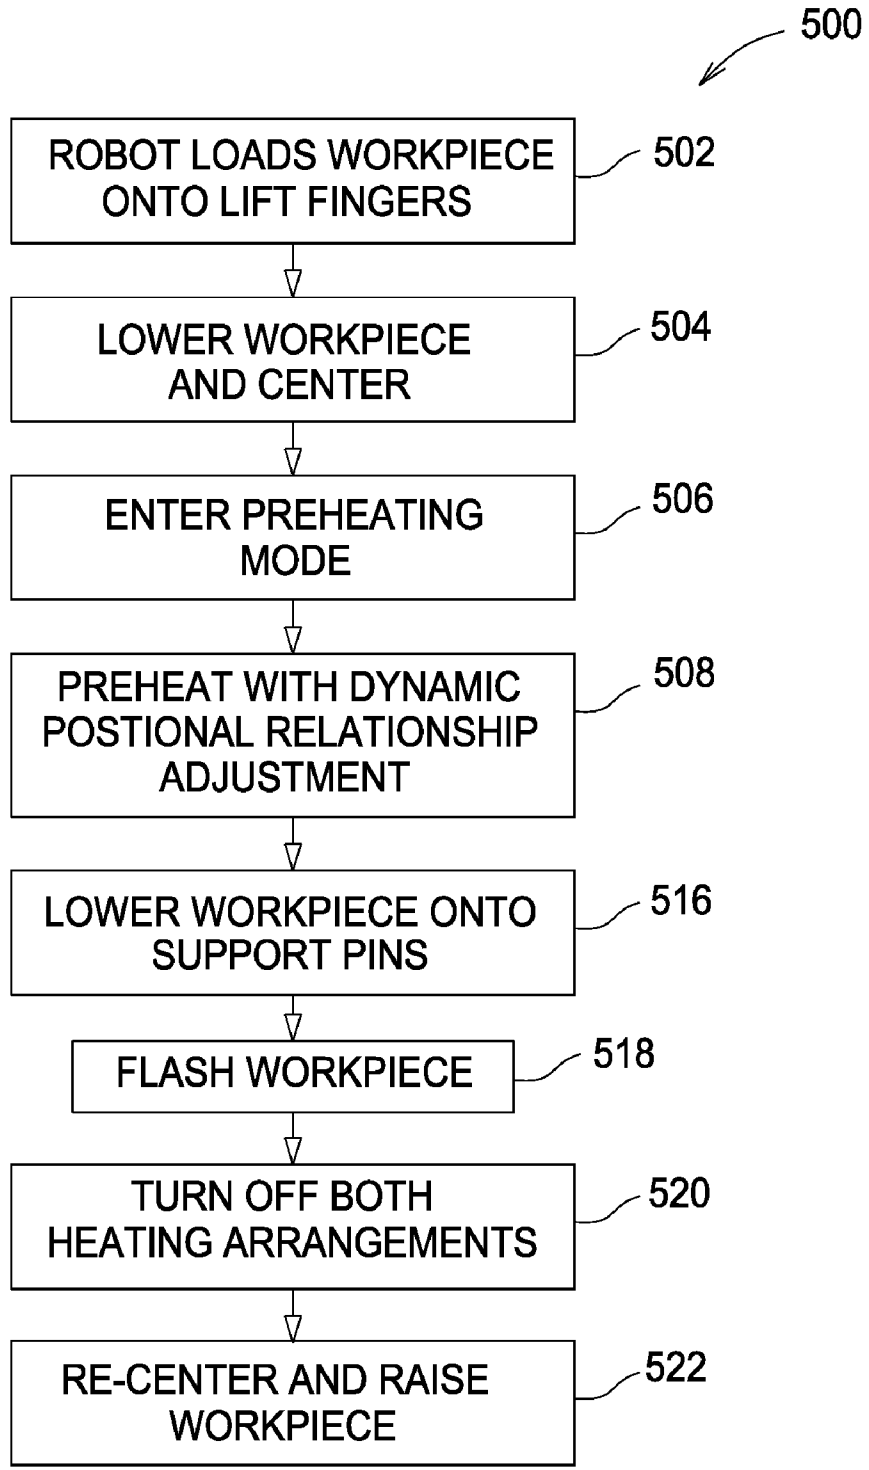 500
ROBOT LOADS WORKPIECE
ONTO LIFT FINGERS
502
LOWER WORKPIECE
AND CENTER
504
ENTER PREHEATING
MODE
506
PREHEAT WITH DYNAMIC
POSTIONAL RELATIONSHIP
ADJUSTMENT
508
LOWER WORKPIECE ONTO
SUPPORT PINS
516
FLASH WORKPIECE
518
TURN OFF BOTH
HEATING ARRANGEMENTS
520
RE-CENTER AND RAISE
WORKPIECE
522